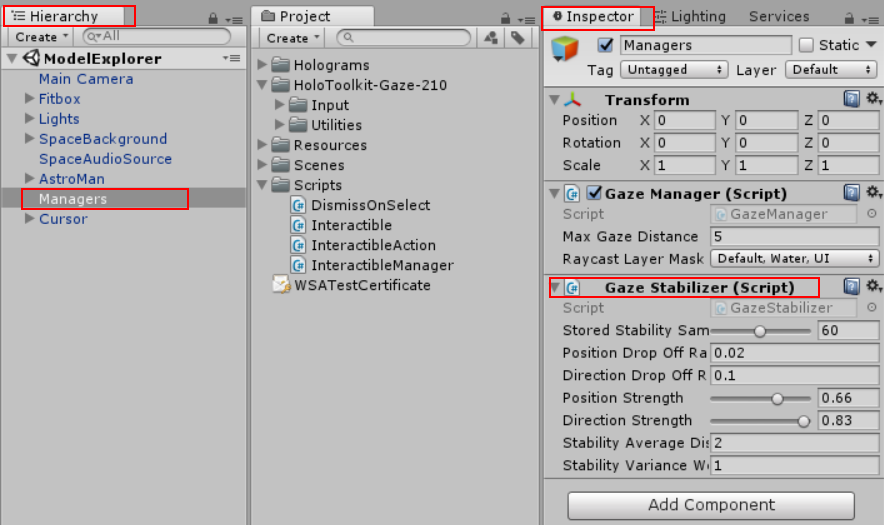 Hierarchy
Create
All
ModelExplorer
Main Camera
Fitbox
Lights
SpaceBackground
SpaceAudioSource
AstroMan
Managers
Cursor
Project
Create
Holograms
HoloToolkit-Gaze-210
Input
Utilities
Resources
Scenes
Scripts
DismissOnSelect
Interactible
InteractibleAction
InteractibleManager
WSATestCertificate
Inspector Lighting Services
Managers Static
Tag Untagged Layer Default
Transform
Position X 0 Y 0 Z 0
Rotation X 0 Y 0 Z 0
Scale X 1 Y 1 Z 1
C# Gaze Manager (Script)
Script GazeManager
Max Gaze Distance 5
Raycast Layer Mask Default, Water, UI
C# Gaze Stabilizer (Script)
Script GazeStabilizer
Stored Stability Sam 60
Position Drop Off Ra 0.02
Direction Drop Off R 0.1
Position Strength 0.66
Direction Strength 0.83
Stability Average Dis 2
Stability Variance W 1
Add Component